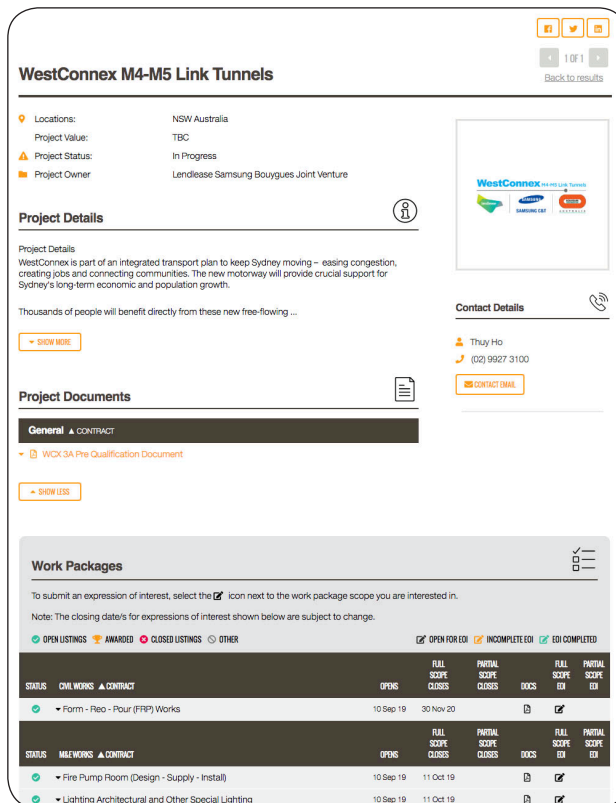 1 OF 1
WestConnex M4-M5 Link Tunnels
Back to results
Locations: NSW Australia
Project Value: TBC
Project Status: In Progress
Project Owner Lendlease Samsung Bouygues Joint Venture
WestConnex M4-M5 Link Tunnels
SAMSUNG
SAMSUNG C&T
AUSTRALIA
Project Details
Project Details
WestConnex is part of an integrated transport plan to keep Sydney moving – easing congestion,
creating jobs and connecting communities. The new motorway will provide crucial support for
Sydney's long-term economic and population growth.
Thousands of people will benefit directly from these new free-flowing ...
SHOW MORE
Contact Details
Thuy Ho
(02) 9927 3100
CONTACT EMAIL
Project Documents
General ▲ CONTRACT
WCX 3A Pre Qualification Document
SHOW LESS
Work Packages
To submit an expression of interest, select the icon next to the work package scope you are interested in.
Note: The closing date/s for expressions of interest shown below are subject to change.
OPEN LISTINGS AWARDED CLOSED LISTINGS OTHER OPEN FOR EOI INCOMPLETE EOI EOI COMPLETED
STATUS CIVIL WORKS ▲ CONTRACT OPENS FULL SCOPE CLOSES PARTIAL SCOPE CLOSES DOCS FULL SCOPE EOI PARTIAL SCOPE EOI
Form - Reo - Pour (FRP) Works 10 Sep 19 30 Nov 20
STATUS M&E WORKS ▲ CONTRACT OPENS FULL SCOPE CLOSES PARTIAL SCOPE CLOSES DOCS FULL SCOPE EOI PARTIAL SCOPE EOI
Fire Pump Room (Design - Supply - Install) 10 Sep 19 11 Oct 19
Lighting Architectural and Other Special Lighting 10 Sep 19 11 Oct 19